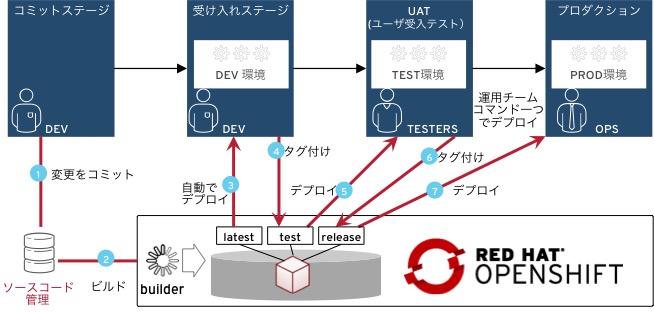 コミットステージ
受け入れステージ
UAT
(ユーザ受入テスト)
プロダクション
DEV 環境
TEST環境
PROD環境
DEV
DEV
TESTERS
OPS
運用チーム
コマンド一つ
でデプロイ
1 変更をコミット
4 タグ付け
6 タグ付け
3 自動で
デプロイ
デプロイ 5
7 デプロイ
latest
test
release
2
ソースコード
管理
ビルド
builder
RED HAT®
OPENSHIFT